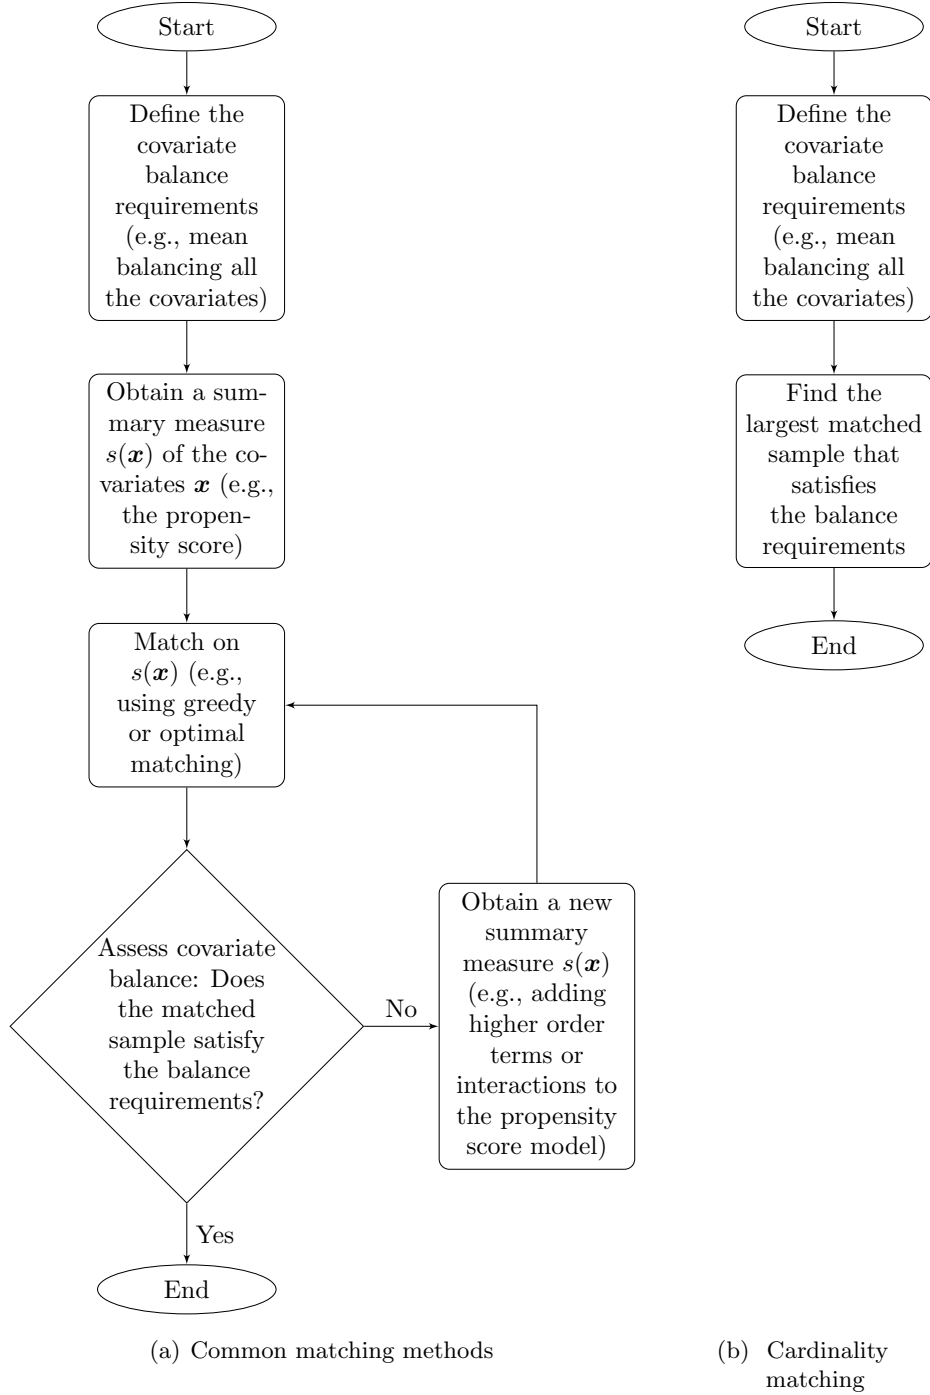 Start
Define the
covariate
balance
requirements
(e.g., mean
balancing all
the covariates)
Obtain a sum-
mary measure
s(x) of the co-
variates x (e.g.,
the propen-
sity score)
Match on
s(x) (e.g.,
using greedy
or optimal
matching)
Assess covariate
balance: Does
the matched
sample satisfy
the balance
requirements?
No
Obtain a new
summary
measure s(x)
(e.g., adding
higher order
terms or
interactions to
the propensity
score model)
Yes
End
(a) Common matching methods
Start
Define the
covariate
balance
requirements
(e.g., mean
balancing all
the covariates)
Find the
largest matched
sample that
satisfies
the balance
requirements
End
(b) Cardinality
matching